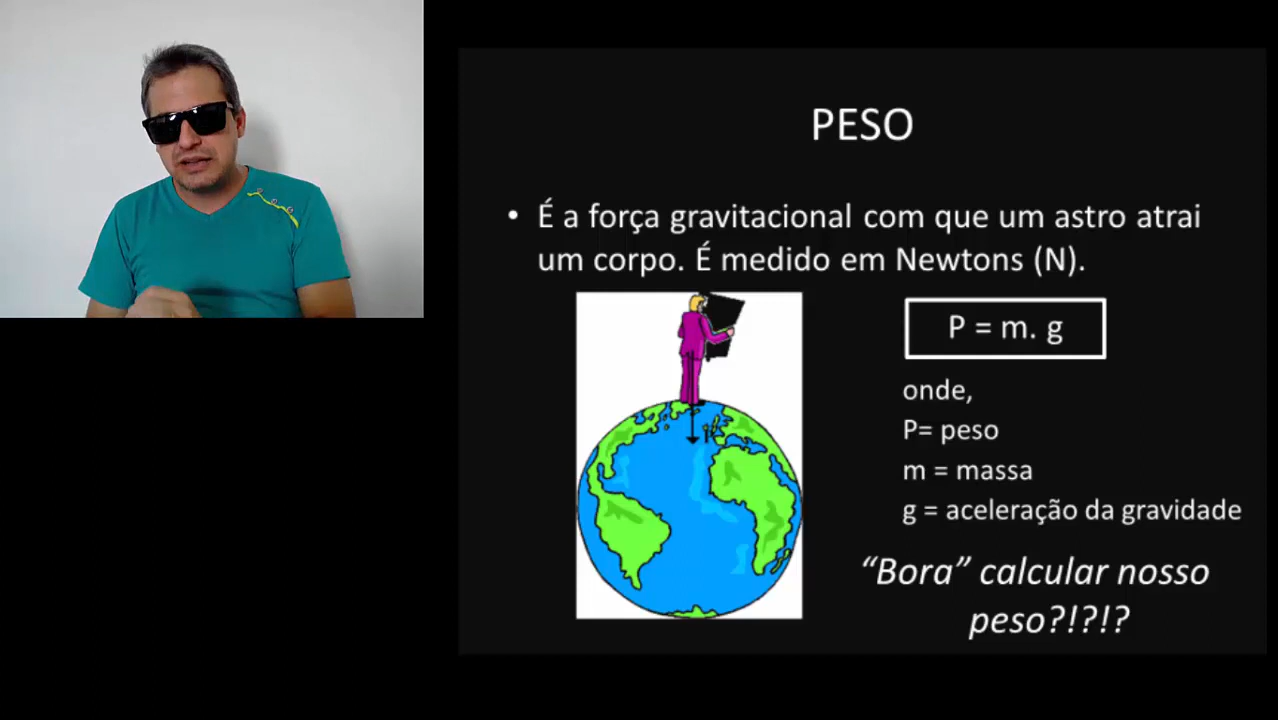 PESO
• É a força gravitacional com que um astro atrai
um corpo. É medido em Newtons (N).
P = m. g
onde,
P= peso
m = massa
g = aceleração da gravidade
“Bora” calcular nosso
peso?!?!?